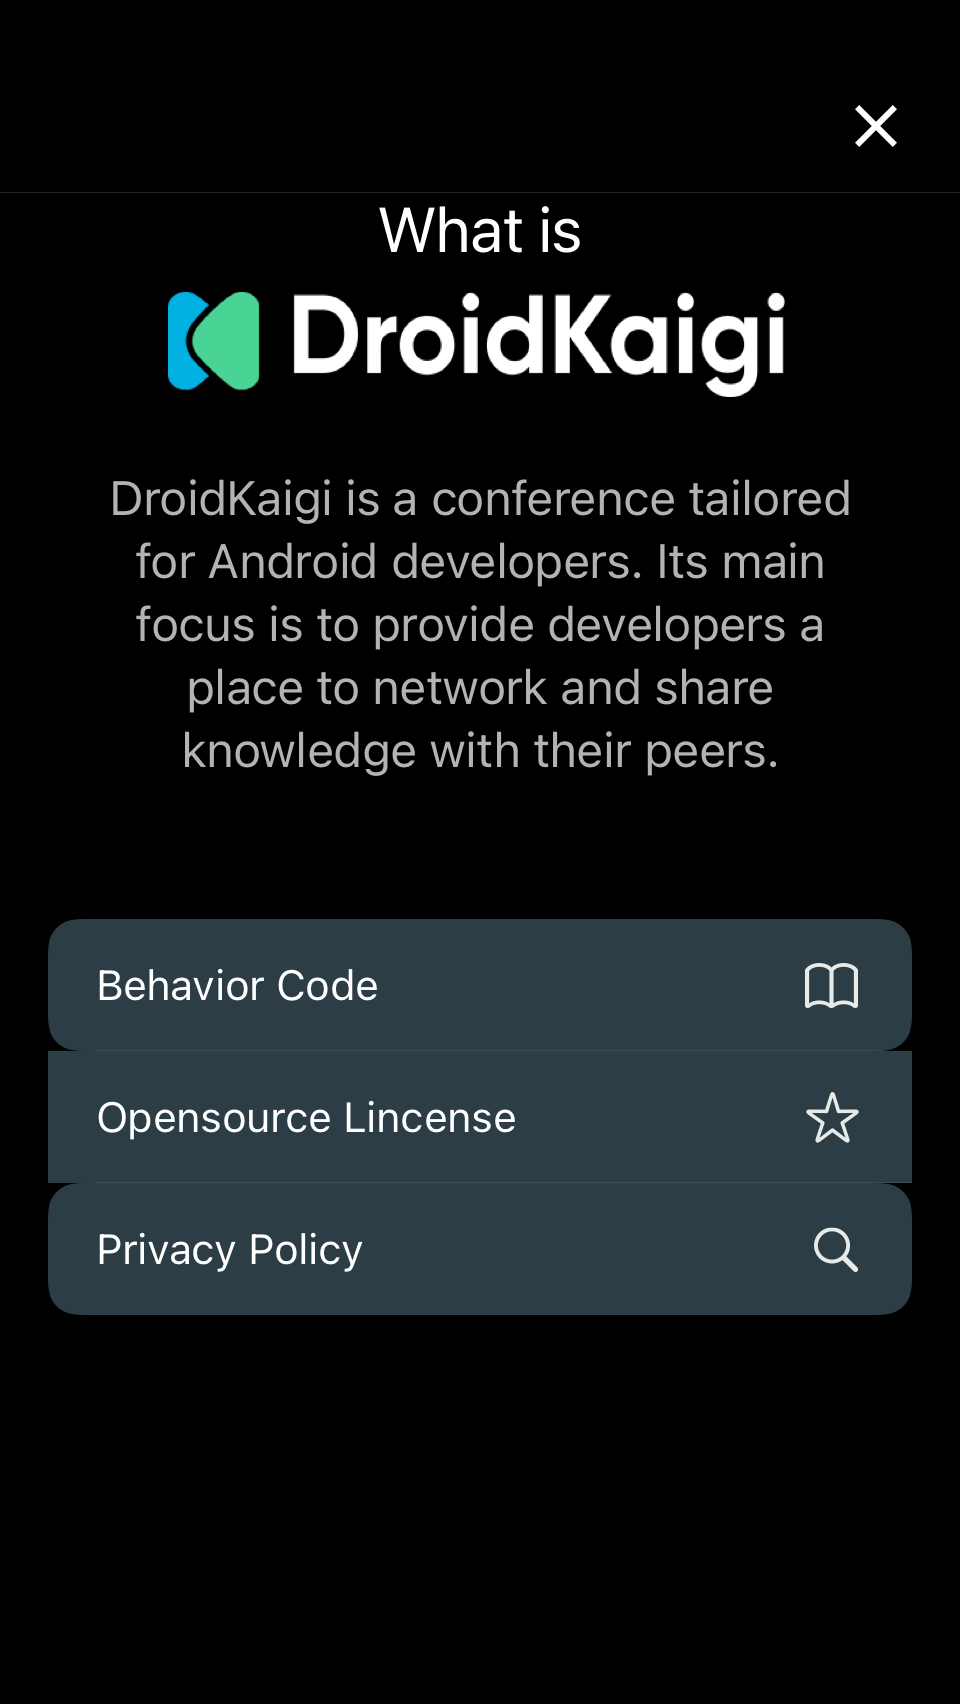 What is
DroidKaigi
DroidKaigi is a conference tailored
for Android developers. Its main
focus is to provide developers a
place to network and share
knowledge with their peers.
Behavior Code
Opensource Lincense
Privacy Policy